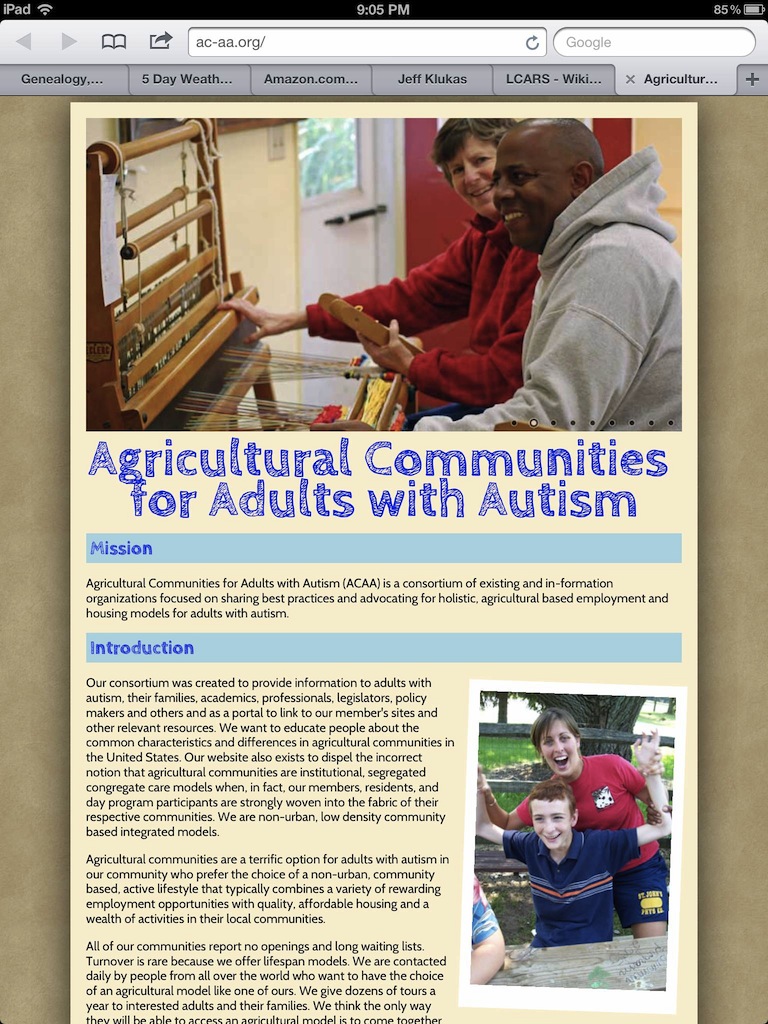 iPad 9:05 PM 85%
ac-aa.org/ Google
Genealogy,... 5 Day Weath... Amazon.com... Jeff Klukas LCARS - Wiki... Agricultur...
Agricultural Communities
for Adults with Autism
Mission
Agricultural Communities for Adults with Autism (ACAA) is a consortium of existing and in-formation
organizations focused on sharing best practices and advocating for holistic, agricultural based employment and
housing models for adults with autism.
Introduction
Our consortium was created to provide information to adults with
autism, their families, academics, professionals, legislators, policy
makers and others and as a portal to link to our member's sites and
other relevant resources. We want to educate people about the
common characteristics and differences in agricultural communities in
the United States. Our website also exists to dispel the incorrect
notion that agricultural communities are institutional, segregated
congregate care models when, in fact, our members, residents, and
day program participants are strongly woven into the fabric of their
respective communities. We are non-urban, low density community
based integrated models.
Agricultural communities are a terrific option for adults with autism in
our community who prefer the choice of a non-urban, community
based, active lifestyle that typically combines a variety of rewarding
employment opportunities with quality, affordable housing and a
wealth of activities in their local communities.
All of our communities report no openings and long waiting lists.
Turnover is rare because we offer lifespan models. We are contacted
daily by people from all over the world who want to have the choice
of an agricultural model like one of ours. We give dozens of tours a
year to interested adults and their families. We think the only way
they will be able to access an agricultural model is to come together
ST. JOHN'S
PHYS ED.